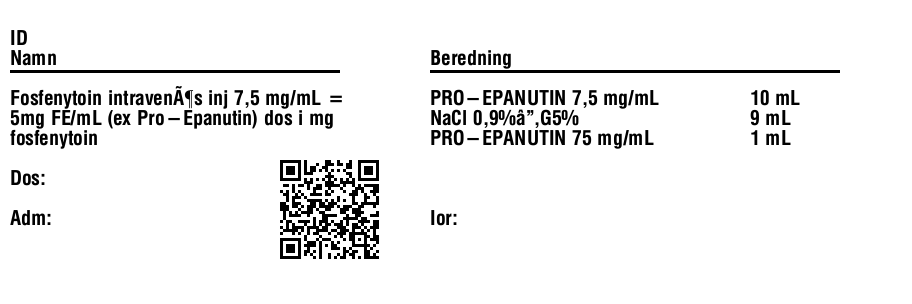 ID
Namn
Fosfenytoin intravenÃ¶s inj 7,5 mg/mL =
5mg FE/mL (ex Pro–Epanutin) dos i mg
fosfenytoin
Dos:
Adm:
Beredning
PRO–EPANUTIN 7,5 mg/mL 10 mL
NaCl 0,9%â”‚G5% 9 mL
PRO–EPANUTIN 75 mg/mL 1 mL
Ior: